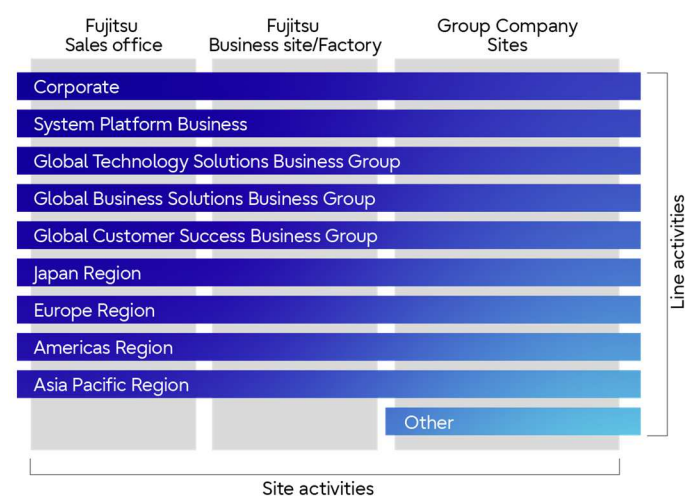 Fujitsu
Sales office
Fujitsu
Business site/Factory
Group Company
Sites
Corporate
System Platform Business
Global Technology Solutions Business Group
Global Business Solutions Business Group
Global Customer Success Business Group
Japan Region
Europe Region
Americas Region
Asia Pacific Region
Other
Line activities
Site activities